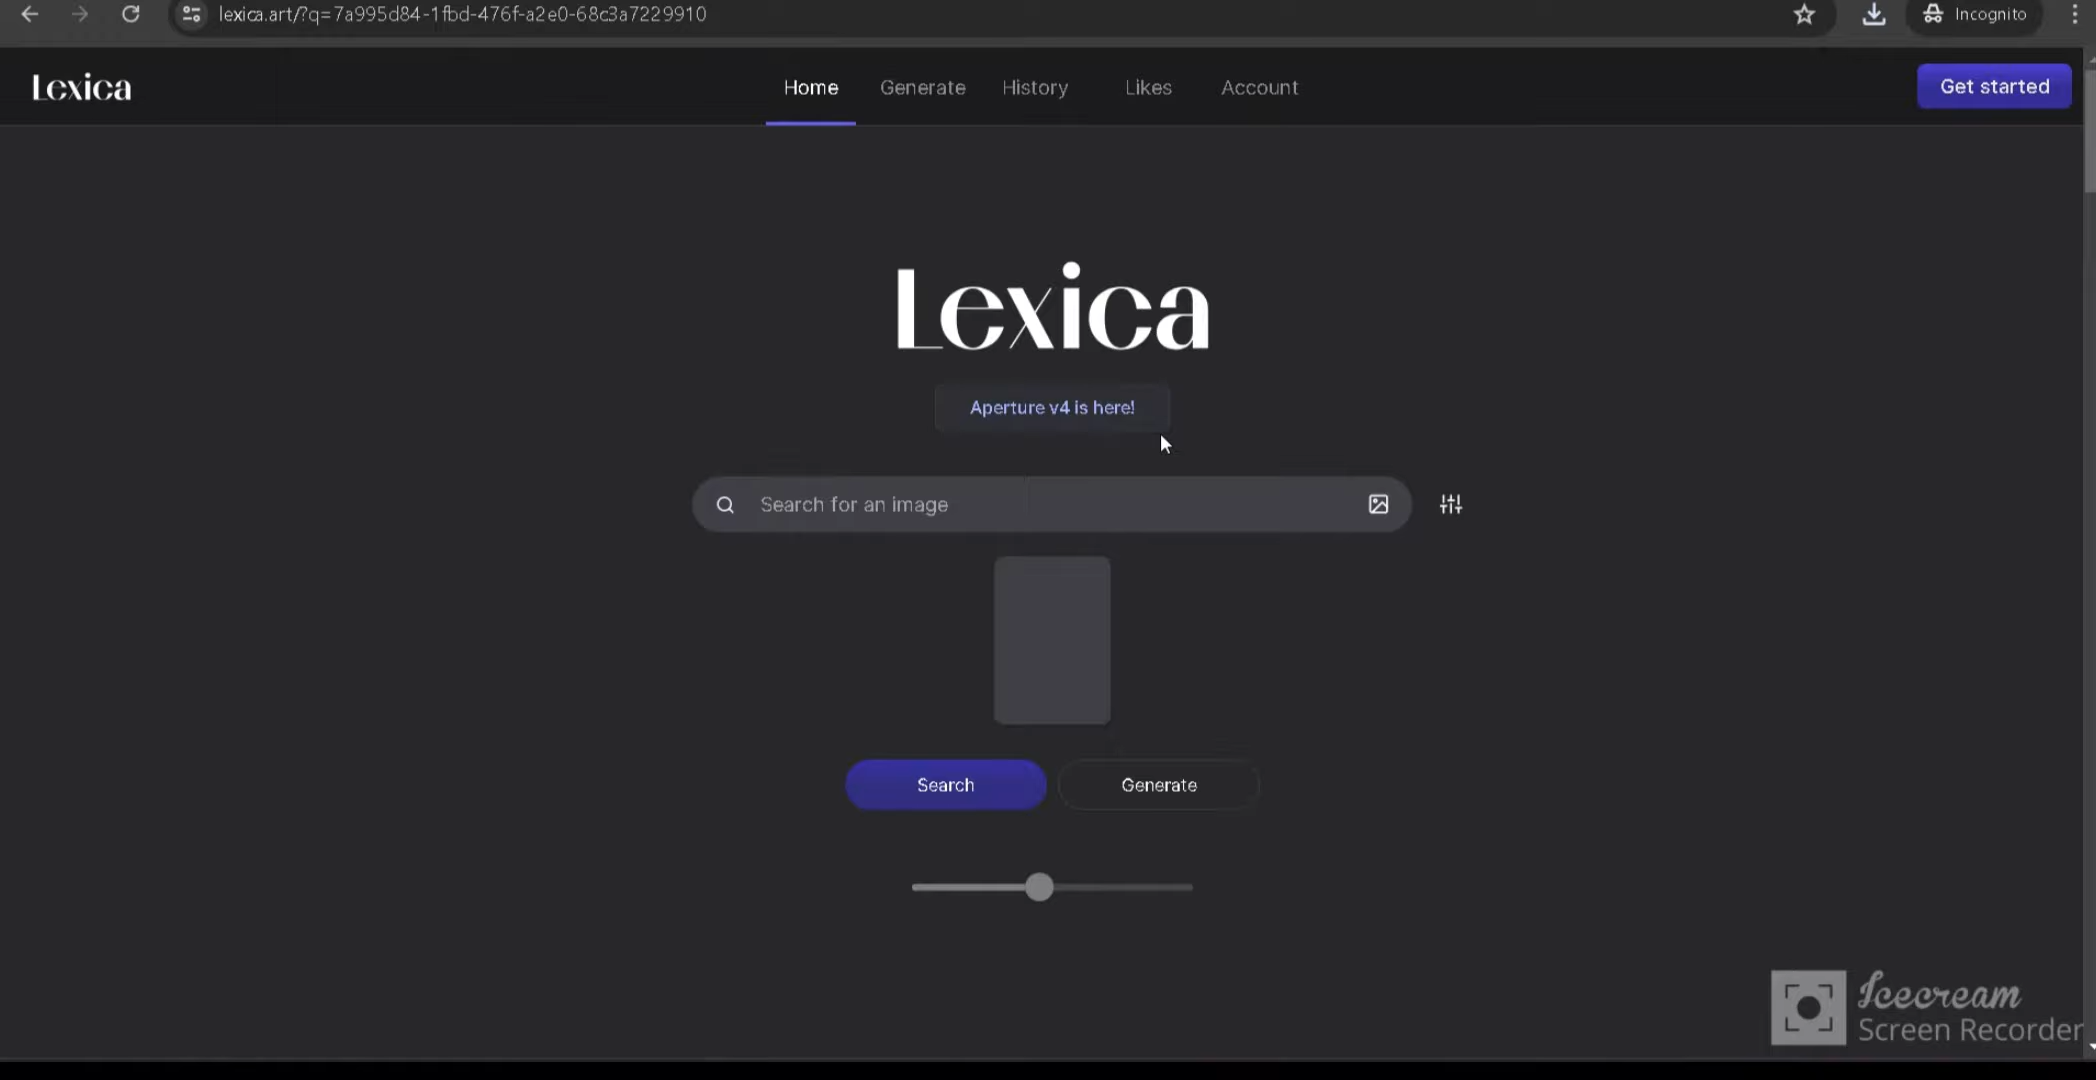 lexica.art/?q=7a995d84-1fbd-476f-a2e0-68c3a7229910
Incognito
Lexica
Home
Generate
History
Likes
Account
Get started
Lexica
Aperture v4 is here!
Search for an image
Search
Generate
Icecream
Screen Recorder